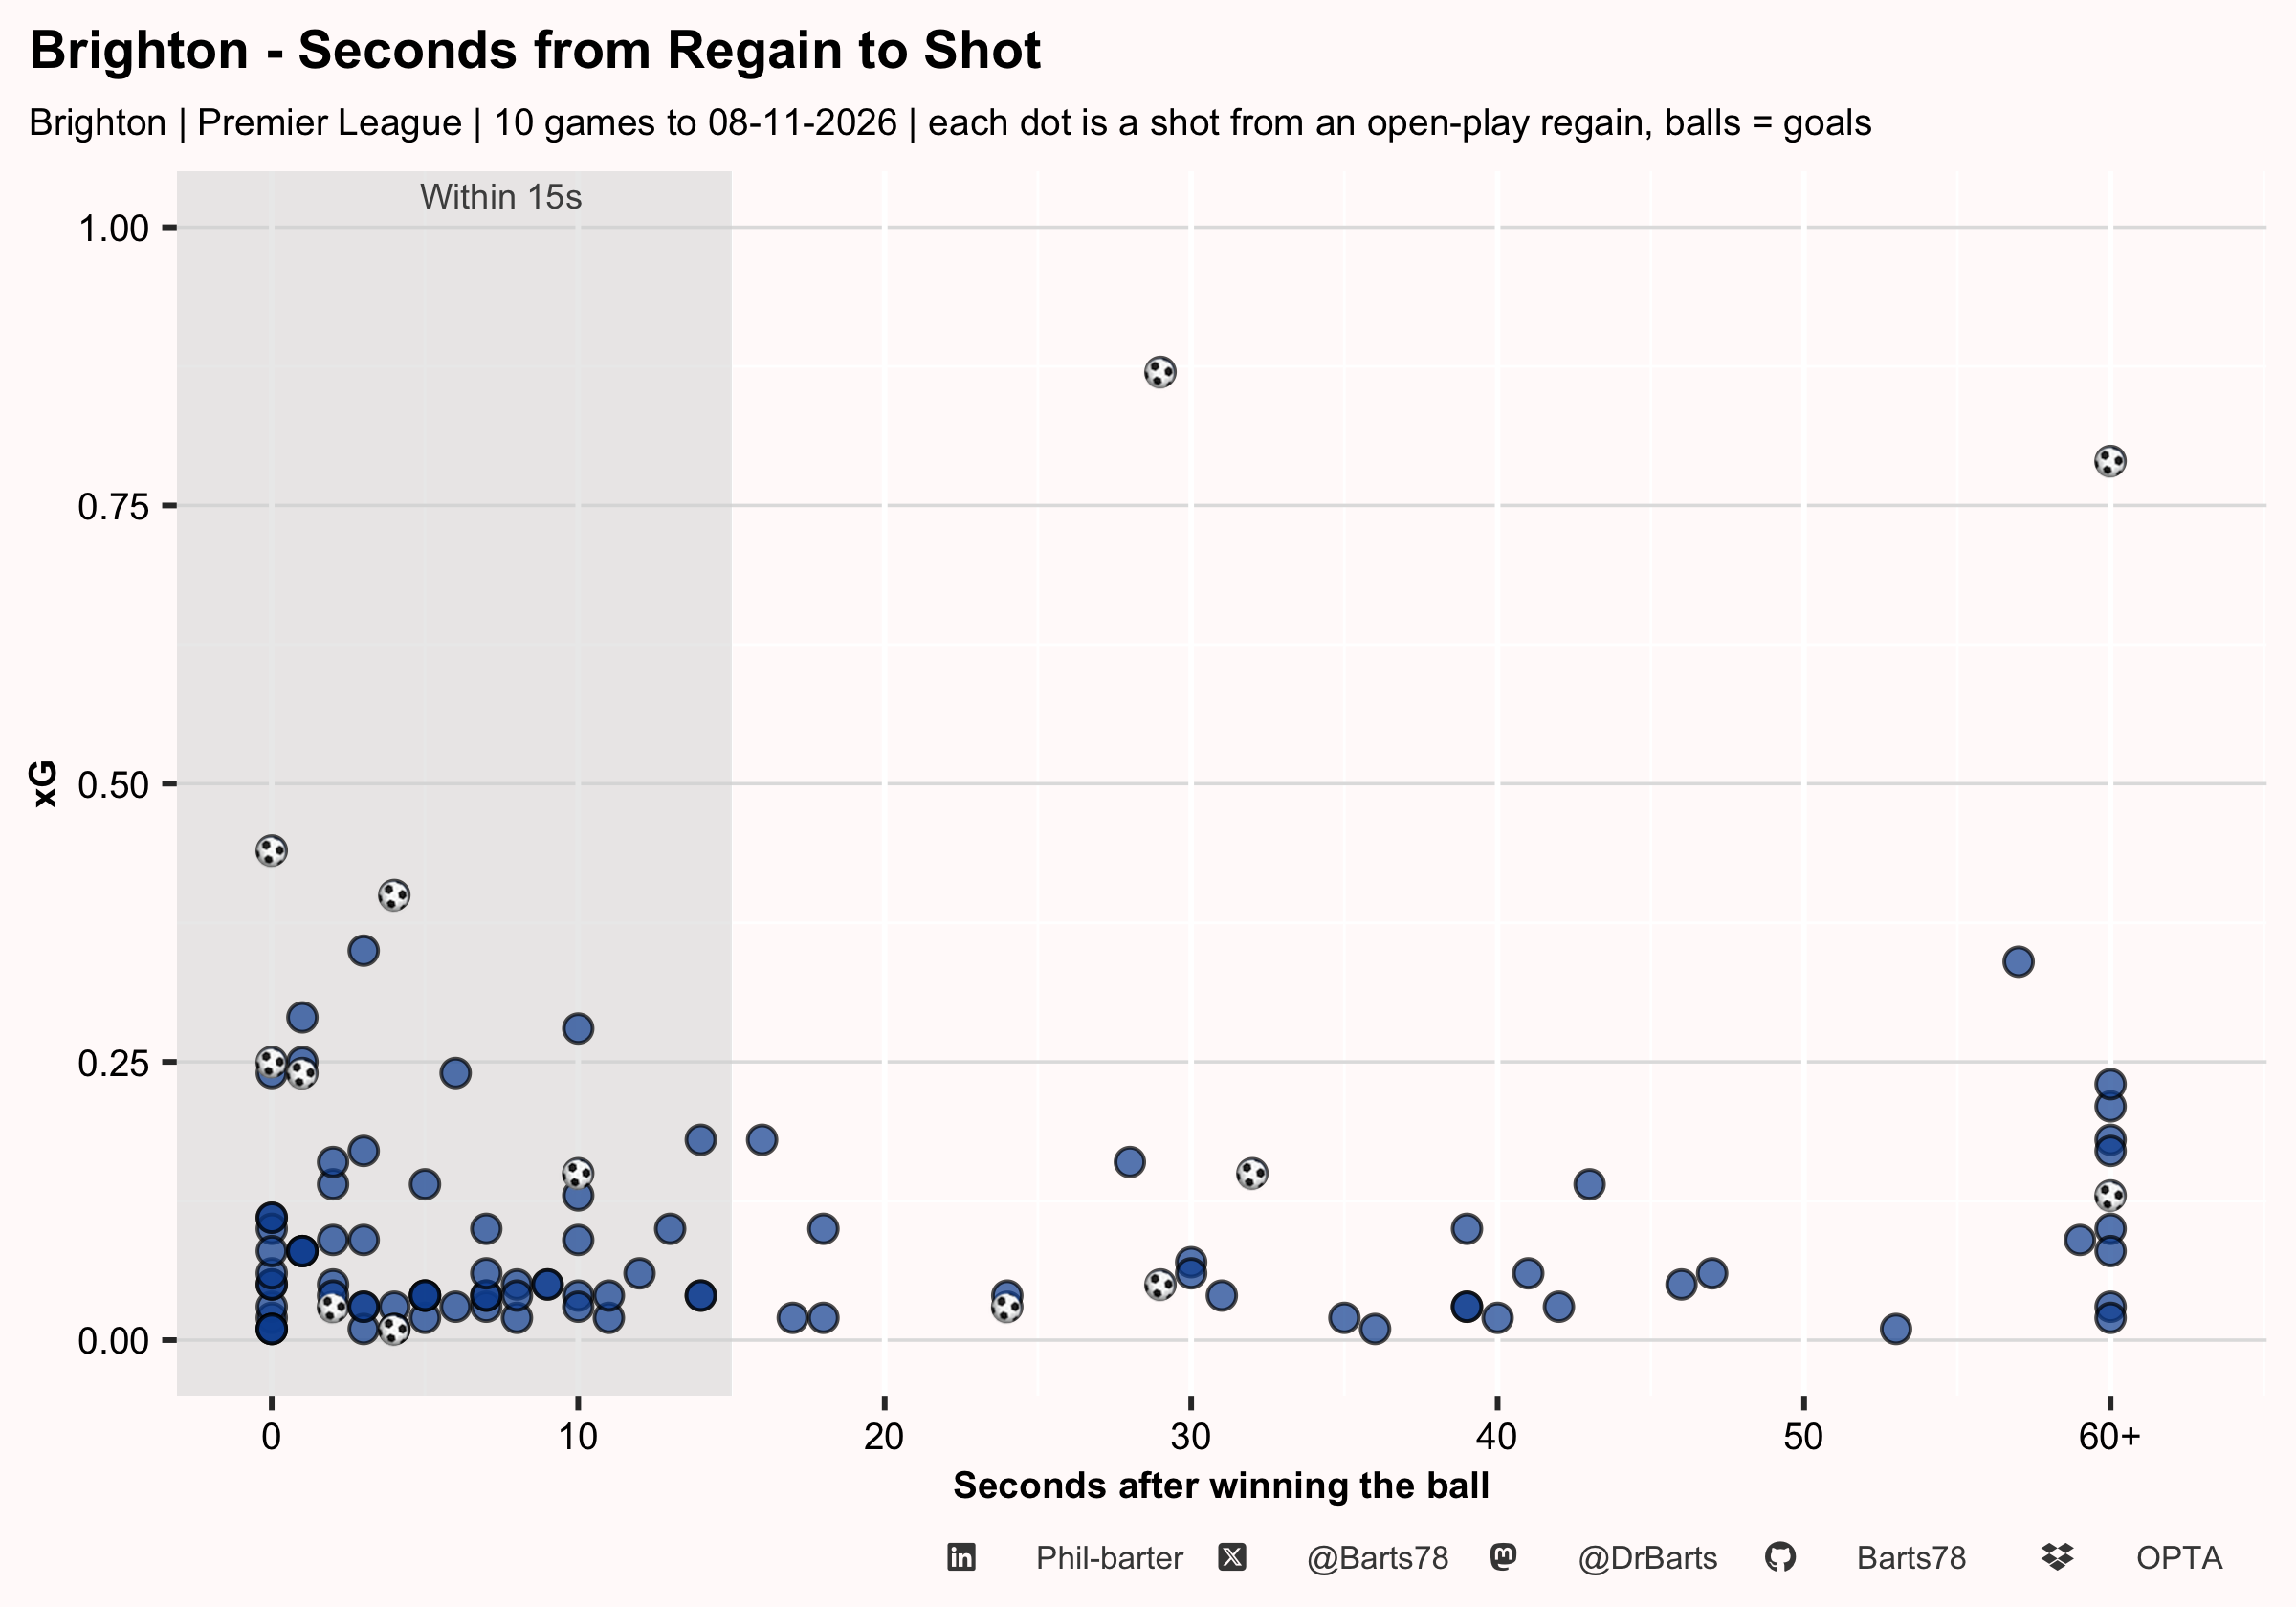 Brighton - Seconds from Regain to Shot
Brighton | Premier League | 10 games to 08-11-2026 | each dot is a shot from an open-play regain, balls = goals
Within 15s
1.00
0.75
0.50
0.25
0.00
xG
0 10 20 30 40 50 60+
Seconds after winning the ball
Phil-barter @Barts78 @DrBarts Barts78 OPTA